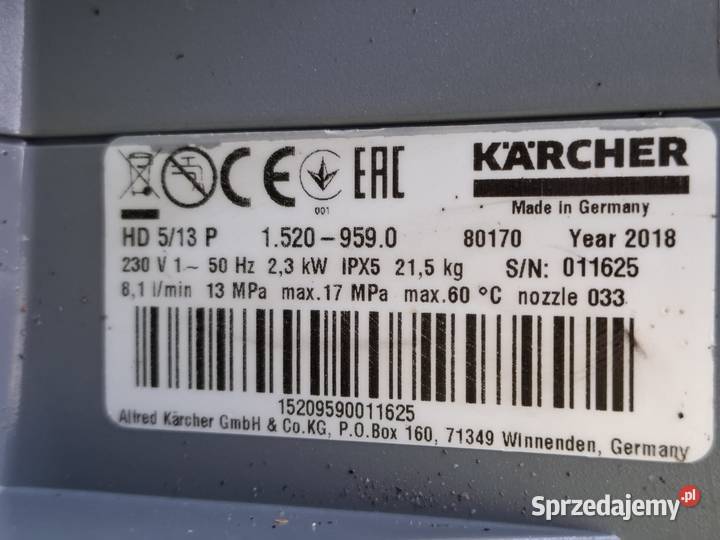 CE
001
EAC
KÄRCHER
Made in Germany
HD 5/13 P 1.520-959.0 80170 Year 2018
230 V 1~ 50 Hz 2,3 kW IPX5 21,5 kg S/N: 011625
8,1 l/min 13 MPa max.17 MPa max.60 °C nozzle 033
15209590011625
Alfred Kärcher GmbH & Co.KG, P.O.Box 160, 71349 Winnenden, Germany
Sprzedajemy.pl